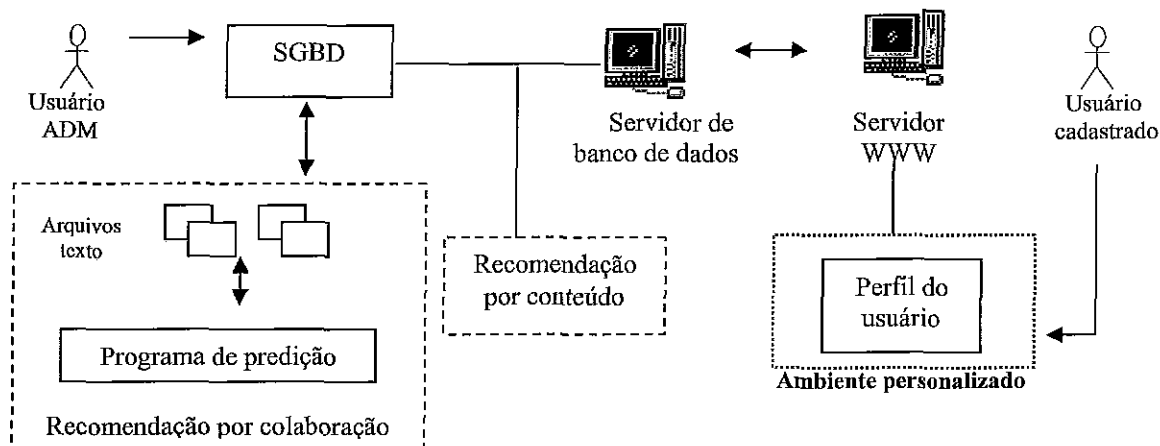 SGBD
Usuário
ADM
Servidor de
banco de dados
Servidor
WWW
Usuário
cadastrado
Arquivos
texto
Recomendação
por conteúdo
Perfil do
usuário
Programa de predição
Ambiente personalizado
Recomendação por colaboração